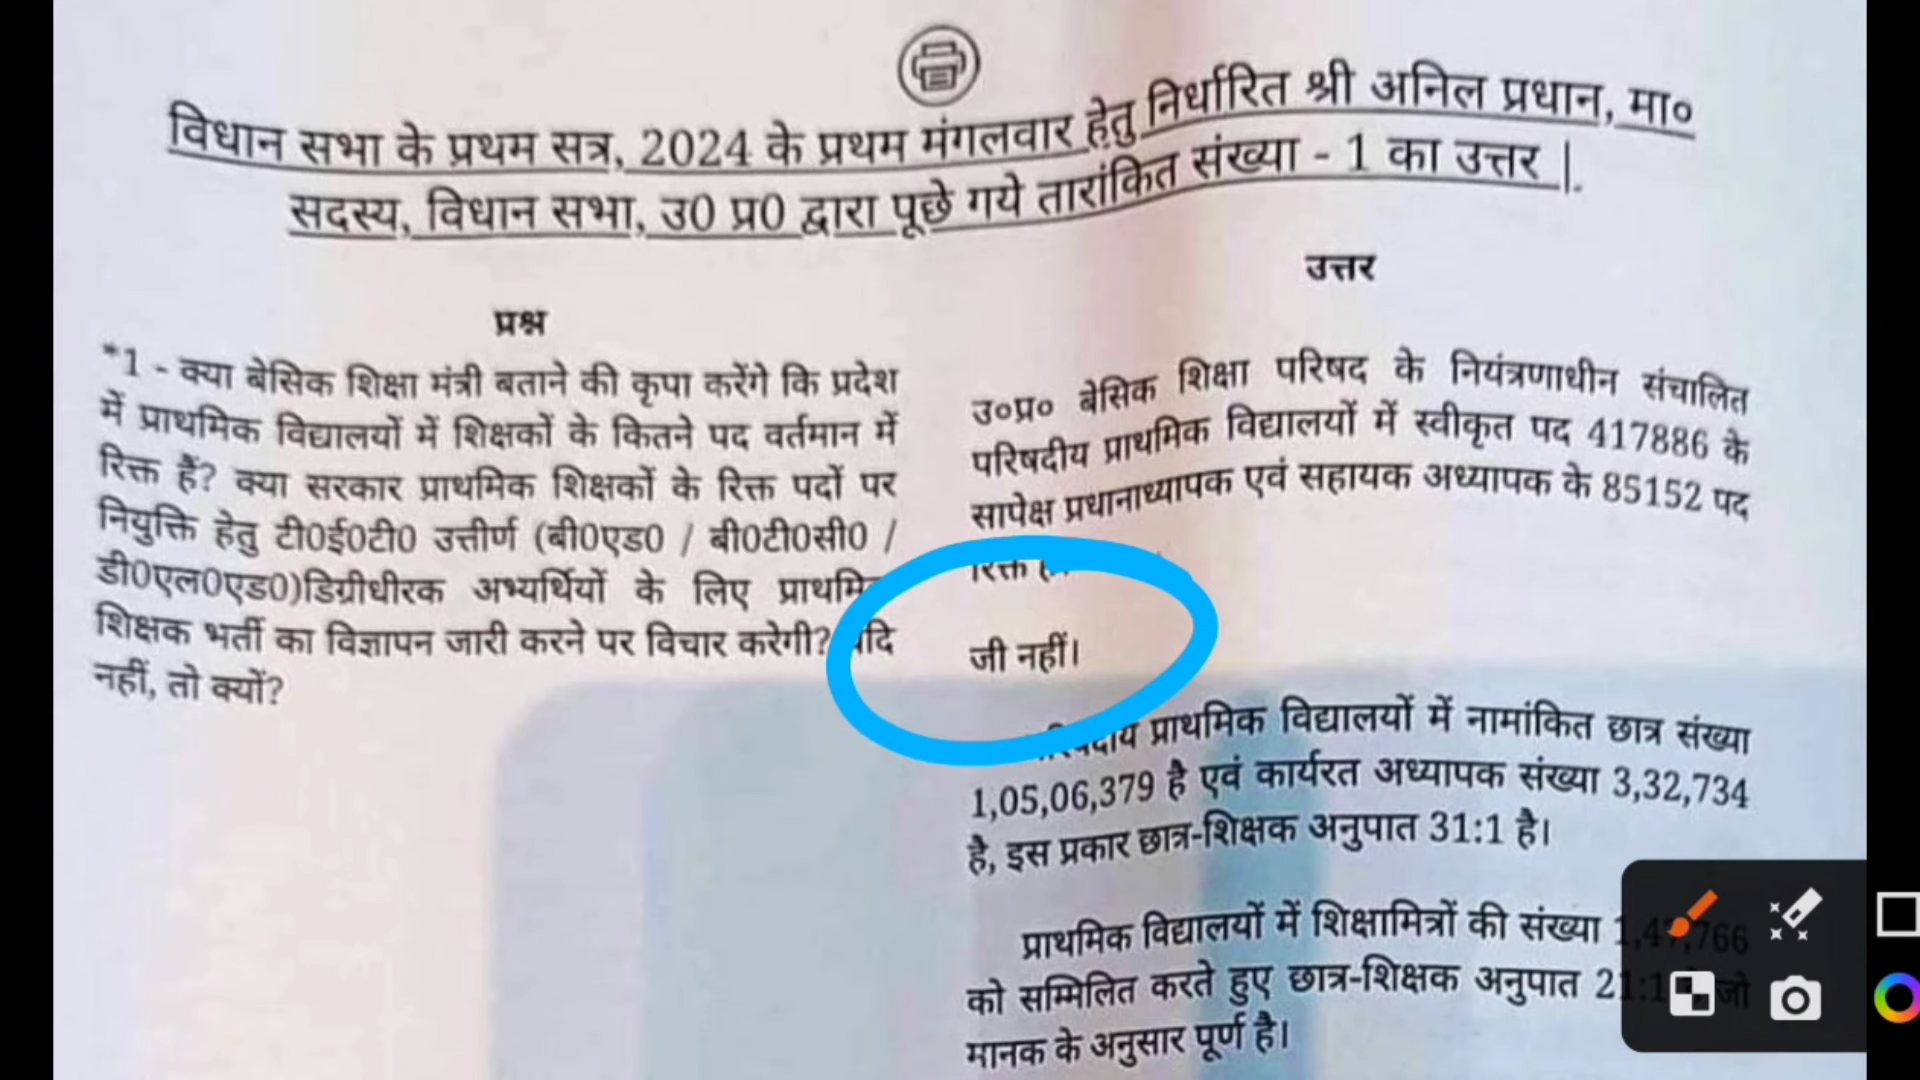 विधान सभा के प्रथम सत्र, 2024 के प्रथम मंगलवार हेतु निर्धारित श्री अनिल प्रधान, मा०
सदस्य, विधान सभा, उ0 प्र0 द्वारा पूछे गये तारांकित संख्या - 1 का उत्तर |.
प्रश्न
*1 - क्या बेसिक शिक्षा मंत्री बताने की कृपा करेंगे कि प्रदेश
में प्राथमिक विद्यालयों में शिक्षकों के कितने पद वर्तमान में
रिक्त हैं? क्या सरकार प्राथमिक शिक्षकों के रिक्त पदों पर
नियुक्ति हेतु टी0ई0टी0 उत्तीर्ण (बी0एड0 / बी0टी0सी0 /
डी0एल0एड0)डिग्रीधीरक अभ्यर्थियों के लिए
शिक्षक भर्ती का विज्ञापन जारी करने पर विचार करेगी?
नहीं, तो क्यों?
उत्तर
उ०प्र० बेसिक शिक्षा परिषद के नियंत्रणाधीन संचालित
परिषदीय प्राथमिक विद्यालयों में स्वीकृत पद 417886 के
सापेक्ष प्रधानाध्यापक एवं सहायक अध्यापक के 85152 पद
रिक्त
जी नहीं।
प्राथमिक विद्यालयों में नामांकित छात्र संख्या
1,05,06,379 है एवं कार्यरत अध्यापक संख्या 3,32,734
है, इस प्रकार छात्र-शिक्षक अनुपात 31:1 है।
प्राथमिक विद्यालयों में शिक्षामित्रों की संख्या 1,47,766
को सम्मिलित करते हुए छात्र-शिक्षक अनुपात 21:1 जो
मानक के अनुसार पूर्ण है।